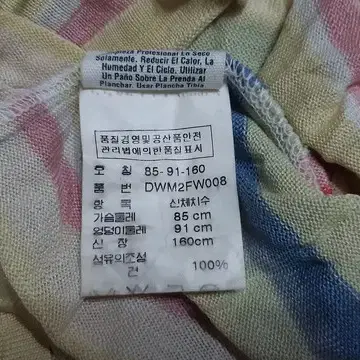 Limpieza Profesional En Seco
Solamente. Reducir El Calor, La
Humedad Y El Ciclo. Utilizar
Un Paño Sobre La Prenda Al
Planchar. Usar Plancha Tibia
품질경영및공산품안전
관리법에의한품질표시
호 칭 85-91-160
품 번 DWM2FW008
항 목 신체치수
가슴둘레 85 cm
엉덩이둘레 91 cm
신 장 160cm
섬유의조성
견 100%